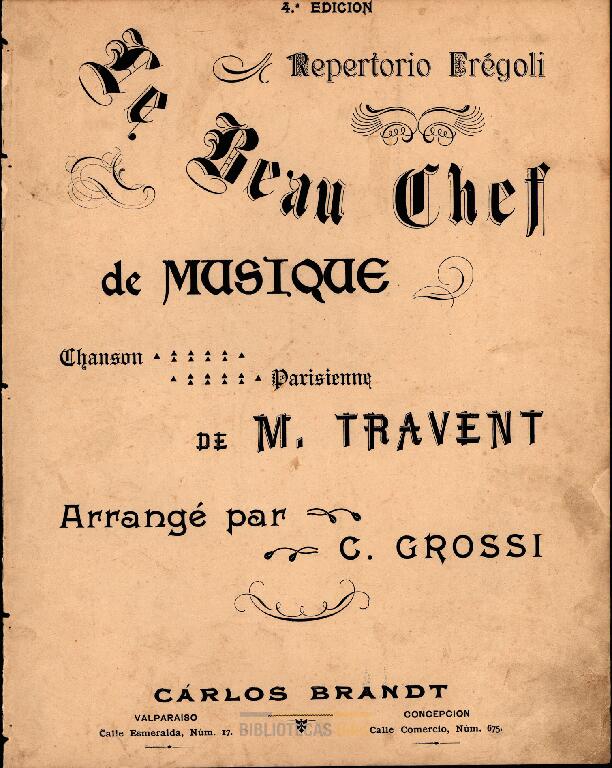 4.ª EDICION
Repertorio Frégoli
Le
Beau Chef
de MUSIQUE
Chanson
Parisienne
DE M. TRAVENT
Arrangé par
C. GROSSI
CÁRLOS BRANDT
VALPARAISO
Calle Esmeralda, Núm. 17.
CONCEPCION
Calle Comercio, Núm. 675.
BIBLIOTECAS